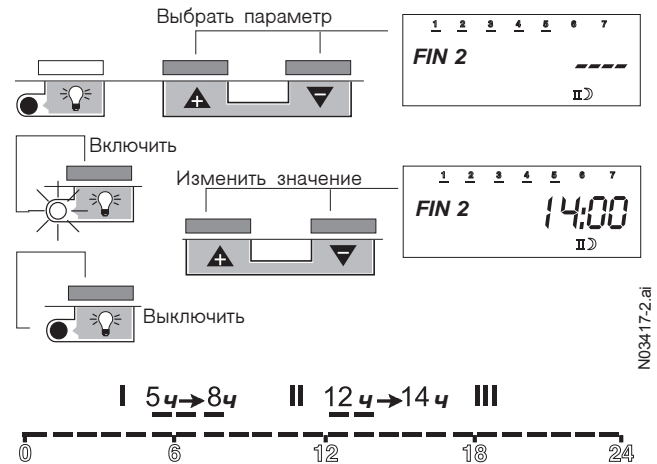 Выбрать параметр
1 2 3 4 5 6 7
FIN 2 ----
II
+ −
Включить
Изменить значение
1 2 3 4 5 6 7
FIN 2 14:00
II
+ −
Выключить
N03417-2.ai
I 5ч→8ч II 12ч→14ч III
0 6 12 18 24